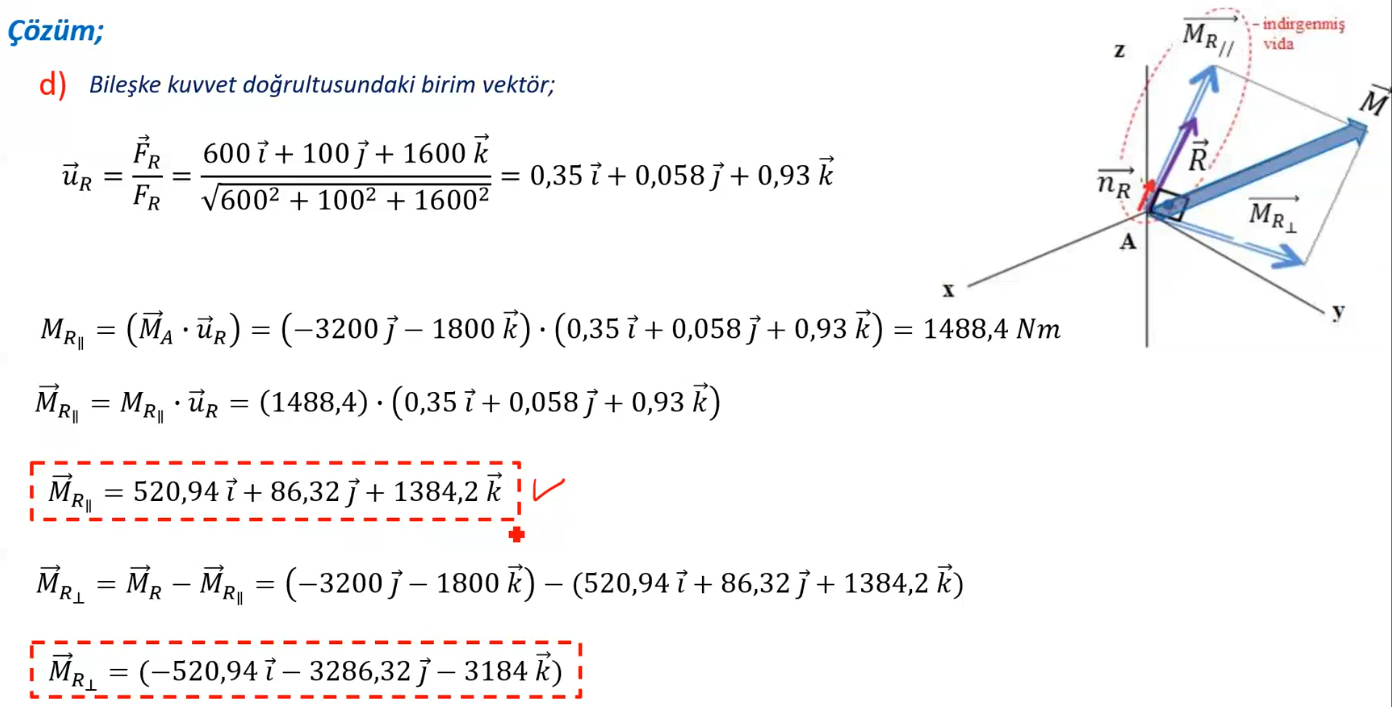 Çözüm;
d) Bileşke kuvvet doğrultusundaki birim vektör;
u⃗_R = F⃗_R / F_R = (600 i⃗ + 100 j⃗ + 1600 k⃗) / √(600² + 100² + 1600²) = 0,35 i⃗ + 0,058 j⃗ + 0,93 k⃗
M_R∥ = (M⃗_A · u⃗_R) = (−3200 j⃗ − 1800 k⃗) · (0,35 i⃗ + 0,058 j⃗ + 0,93 k⃗) = 1488,4 Nm
M⃗_R∥ = M_R∥ · u⃗_R = (1488,4) · (0,35 i⃗ + 0,058 j⃗ + 0,93 k⃗)
M⃗_R∥ = 520,94 i⃗ + 86,32 j⃗ + 1384,2 k⃗
M⃗_R⊥ = M⃗_R − M⃗_R∥ = (−3200 j⃗ − 1800 k⃗) − (520,94 i⃗ + 86,32 j⃗ + 1384,2 k⃗)
M⃗_R⊥ = (−520,94 i⃗ − 3286,32 j⃗ − 3184 k⃗)
M⃗_R//
indirgenmiş
vida
z
M⃗
R⃗
n⃗_R
M⃗_R⊥
A
x
y